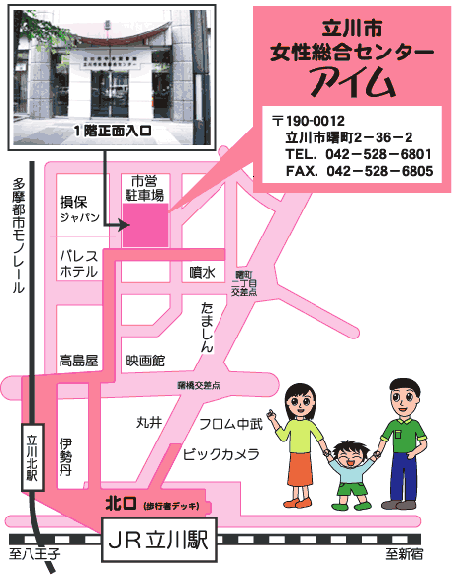 立川市
女性総合センター
アイム
〒190-0012
立川市曙町2－36－2
TEL. 042－528－6801
FAX. 042－528－6805
1階正面入口
多摩都市モノレール
損保
ジャパン
市営
駐車場
パレス
ホテル
噴水
曙町
二丁目
交差点
たましん
高島屋
映画館
曙橋交差点
丸井
フロム中武
ビックカメラ
伊勢丹
立川北駅
北口 (歩行者デッキ)
JR立川駅
至八王子
至新宿